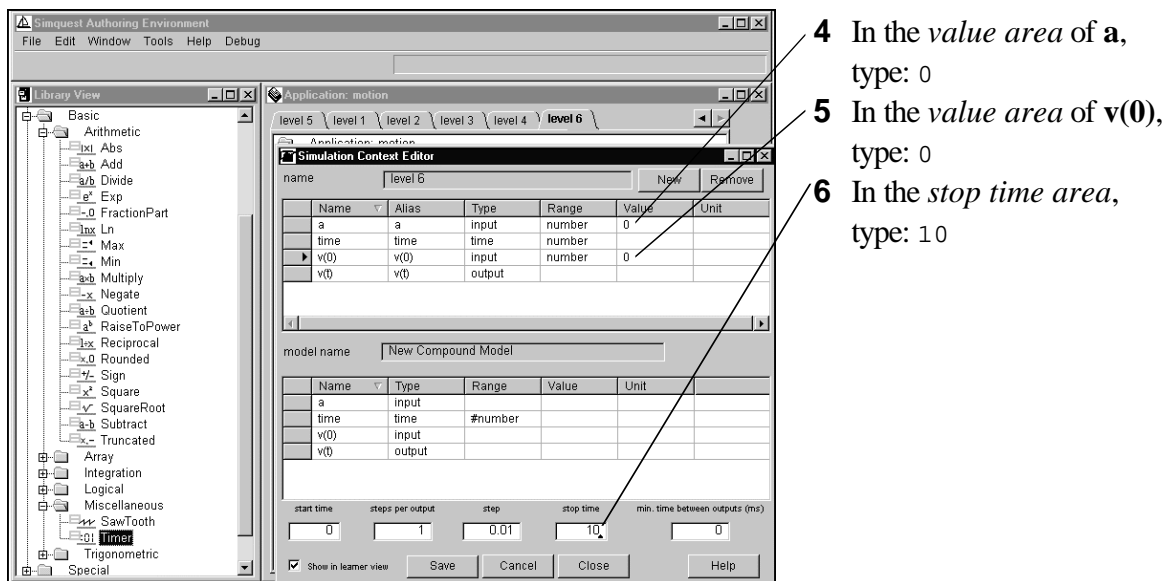 Simquest Authoring Environment
File Edit Window Tools Help Debug
Library View
Basic
Arithmetic
|x| Abs
a+b Add
a/b Divide
eˣ Exp
-.0 FractionPart
lnx Ln
Max
Min
a×b Multiply
-x Negate
a÷b Quotient
aᵇ RaiseToPower
1÷x Reciprocal
x.0 Rounded
+/- Sign
x² Square
√ SquareRoot
a-b Subtract
x.- Truncated
Array
Integration
Logical
Miscellaneous
SawTooth
:0| Timer
Trigonometric
Special
Application: motion
level 5 level 1 level 2 level 3 level 4 level 6
Application: motion
Simulation Context Editor
name level 6 New Remove
Name Alias Type Range Value Unit
a a input number 0
time time time number
v(0) v(0) input number 0
v(t) v(t) output
model name New Compound Model
Name Type Range Value Unit
a input
time time #number
v(0) input
v(t) output
start time steps per output step stop time min. time between outputs (ms)
0 1 0.01 10 0
Show in learner view Save Cancel Close Help
4 In the value area of a,
type: 0
5 In the value area of v(0),
type: 0
6 In the stop time area,
type: 10